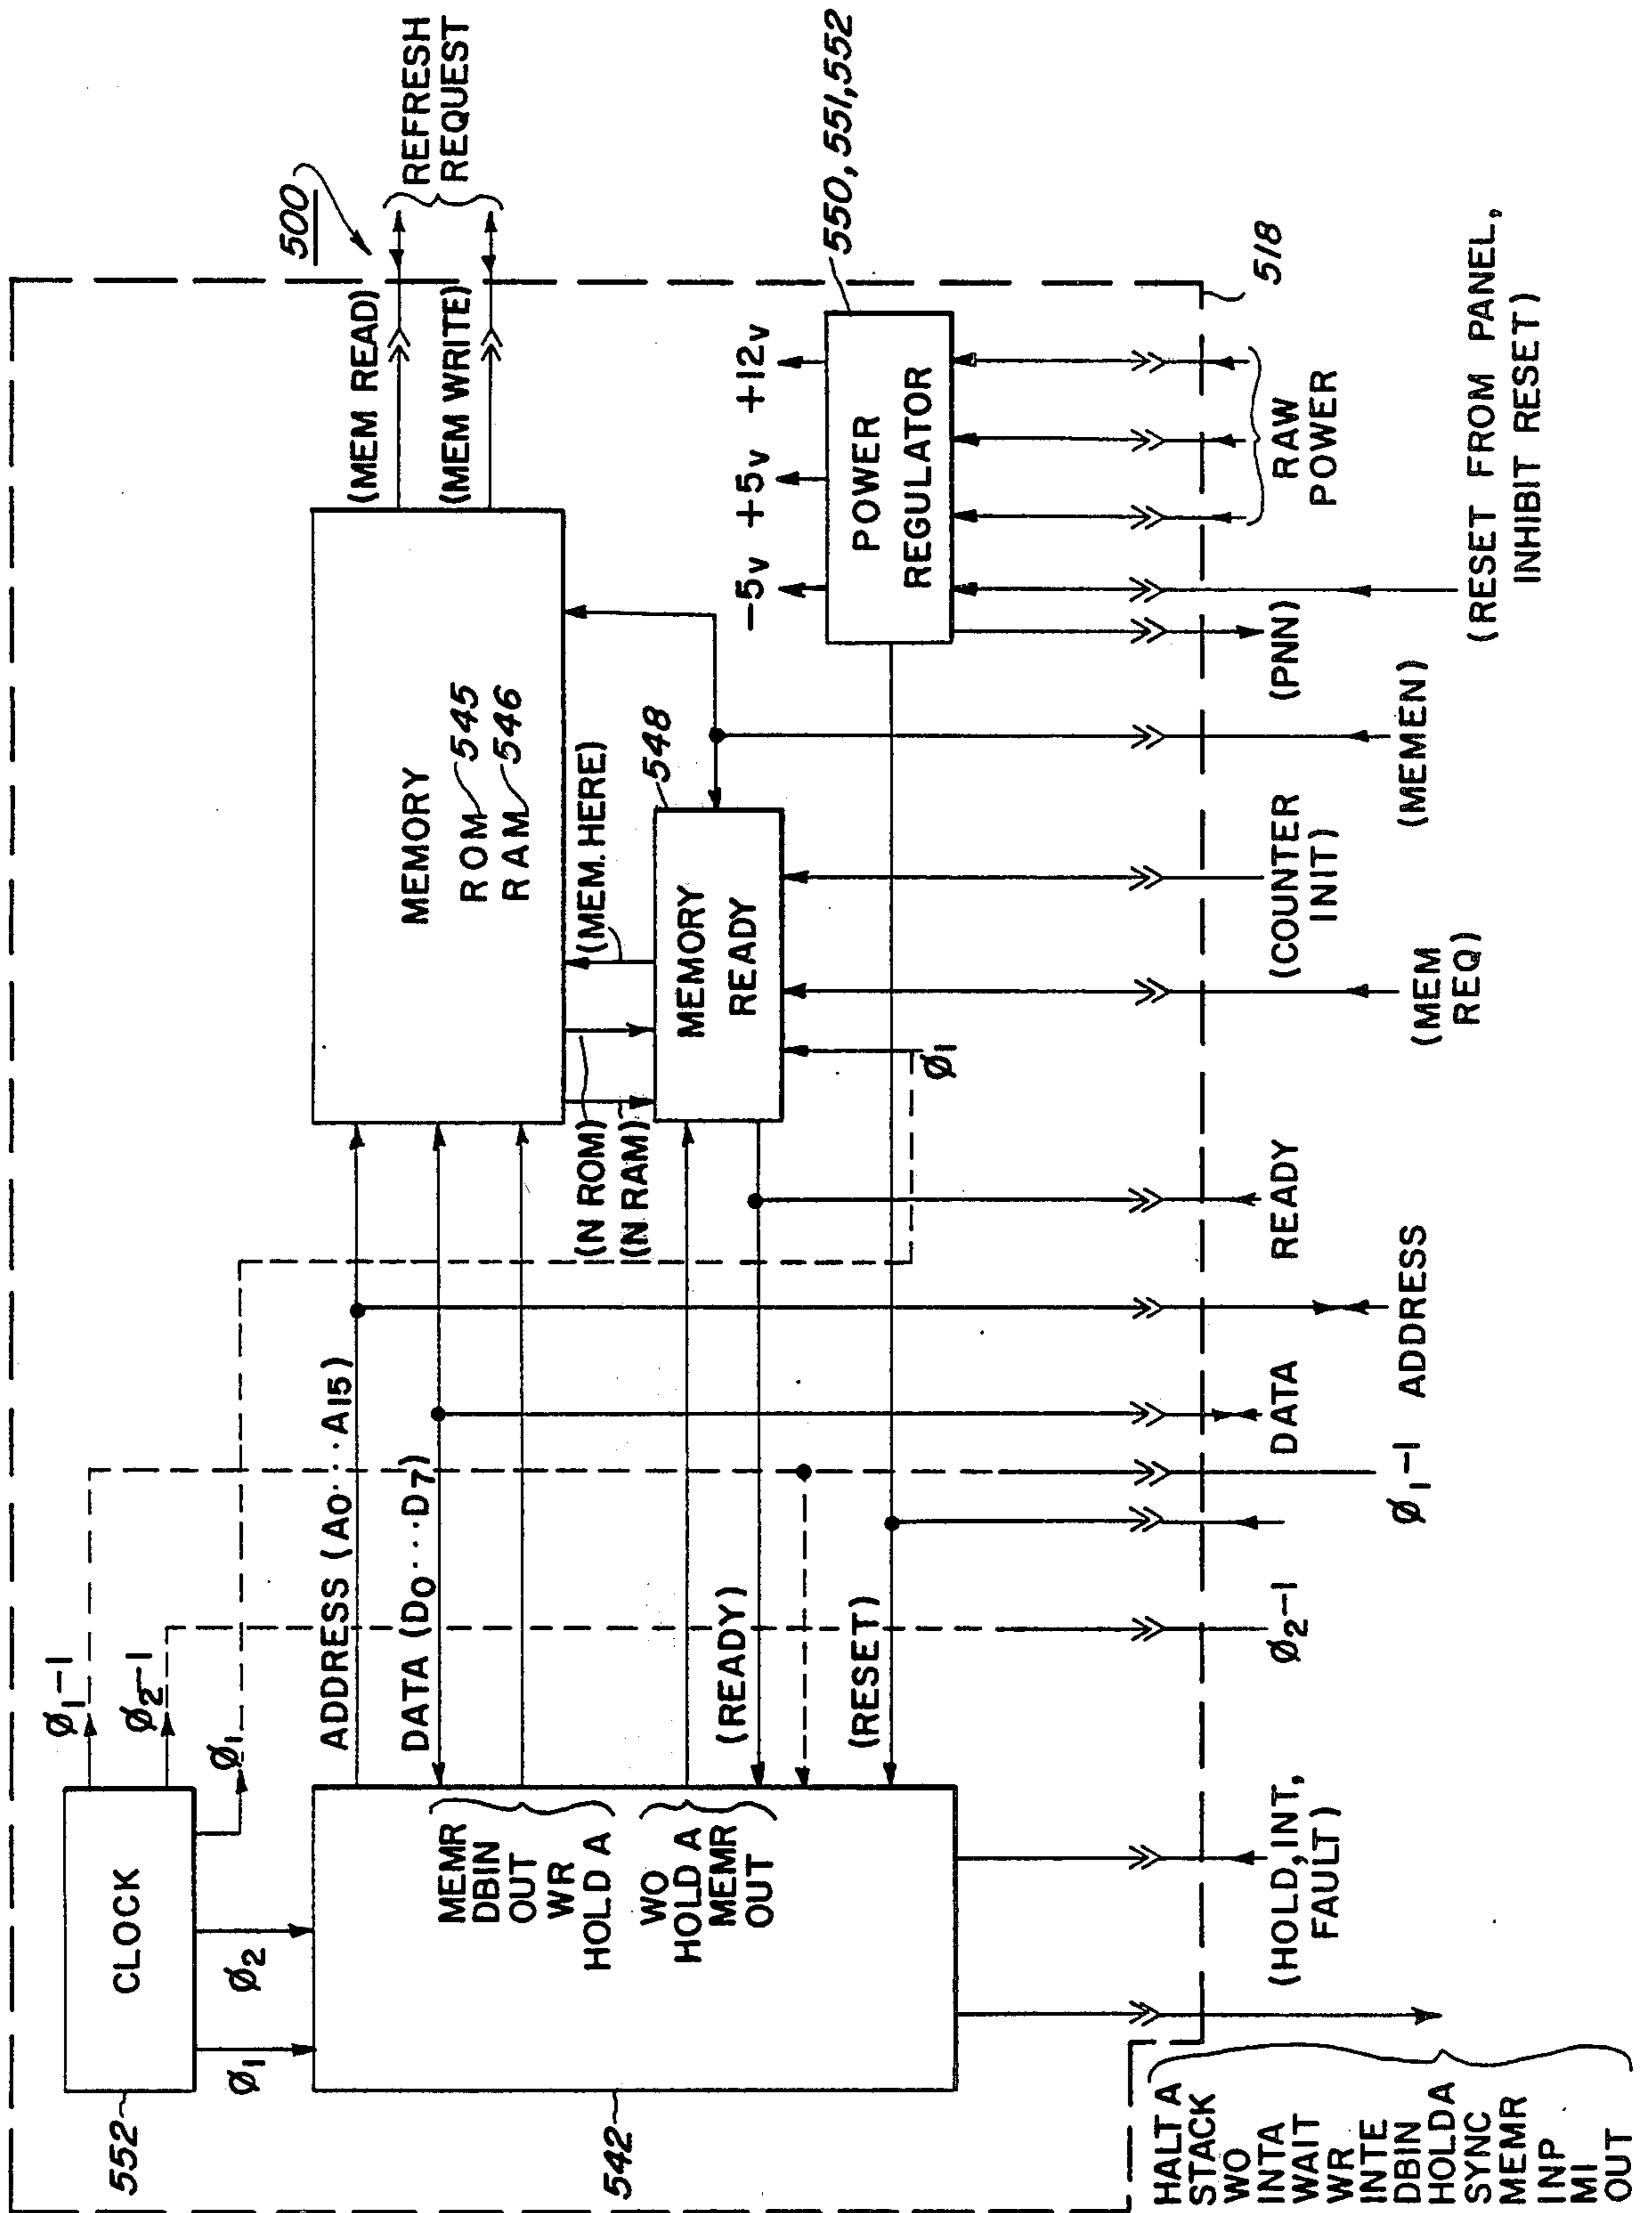 500
REFRESH
REQUEST
(MEM READ)
(MEM WRITE)
MEMORY
ROM 545
RAM 546
(MEM. HERE)
548
MEMORY
READY
(N ROM)
(N RAM)
Ø1
-5v +5v +12v
550, 551, 552
POWER
REGULATOR
RAW
POWER
518
(RESET FROM PANEL,
INHIBIT RESET)
(PNN)
(MEMEN)
(COUNTER
INIT)
(MEM
REQ)
READY
ADDRESS
DATA
Ø1-1
Ø2-1
(HOLD, INT,
FAULT)
Ø1-1
Ø2-1
Ø1
CLOCK
552
Ø1
Ø2
ADDRESS (A0···A15)
DATA (D0···D7)
(READY)
(RESET)
MEMR
DBIN
OUT
WR
HOLD A
WO
HOLD A
MEMR
OUT
542
HALT A
STACK
WO
INTA
WAIT
WR
INTE
DBIN
HOLDA
SYNC
MEMR
INP
MI
OUT